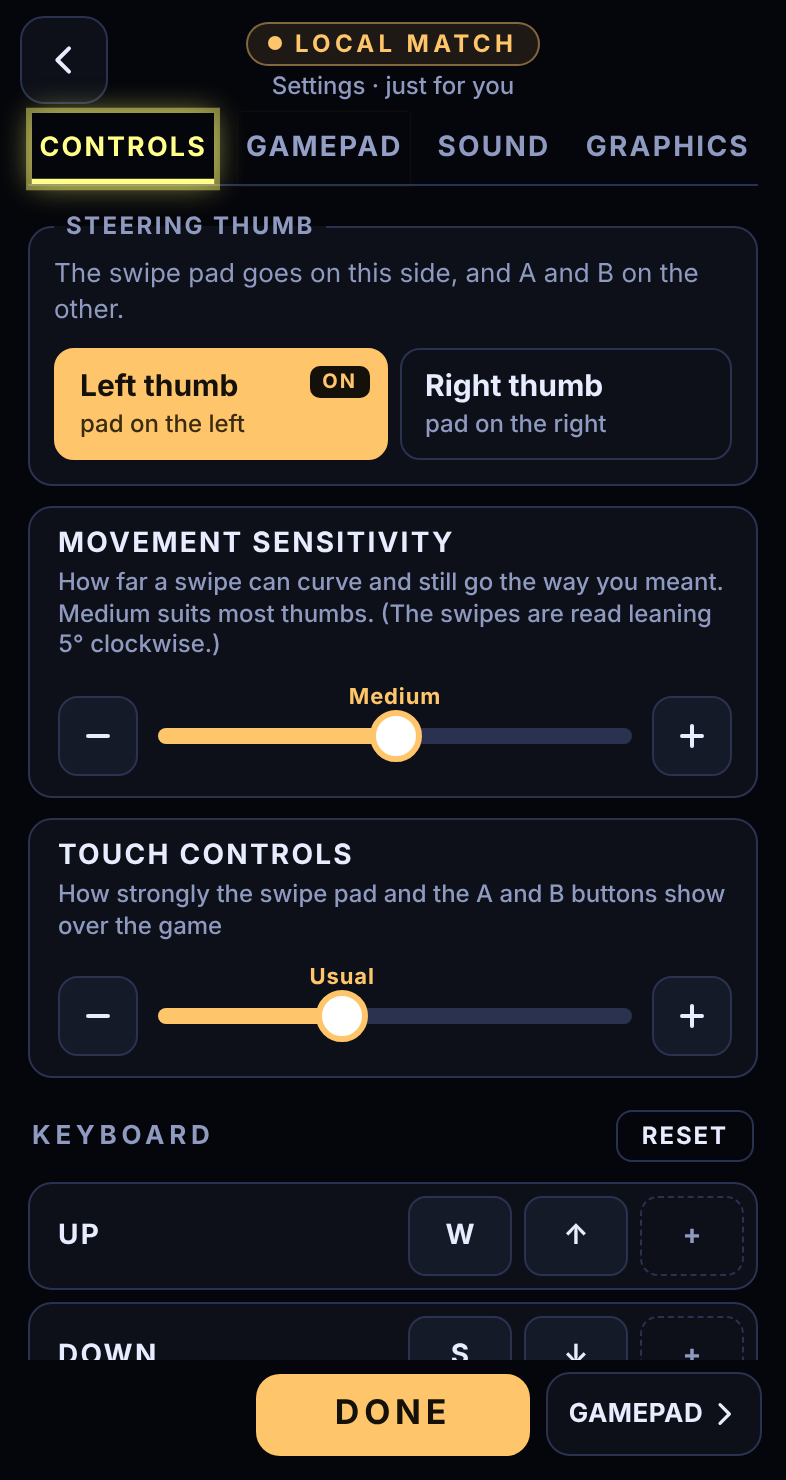 LOCAL MATCH
Settings · just for you
CONTROLS GAMEPAD SOUND GRAPHICS
STEERING THUMB
The swipe pad goes on this side, and A and B on the
other.
Left thumb ON Right thumb
pad on the left pad on the right
MOVEMENT SENSITIVITY
How far a swipe can curve and still go the way you meant.
Medium suits most thumbs. (The swipes are read leaning
5° clockwise.)
Medium
− +
TOUCH CONTROLS
How strongly the swipe pad and the A and B buttons show
over the game
Usual
− +
KEYBOARD RESET
UP W ↑ +
DOWN S ↓ +
DONE GAMEPAD >